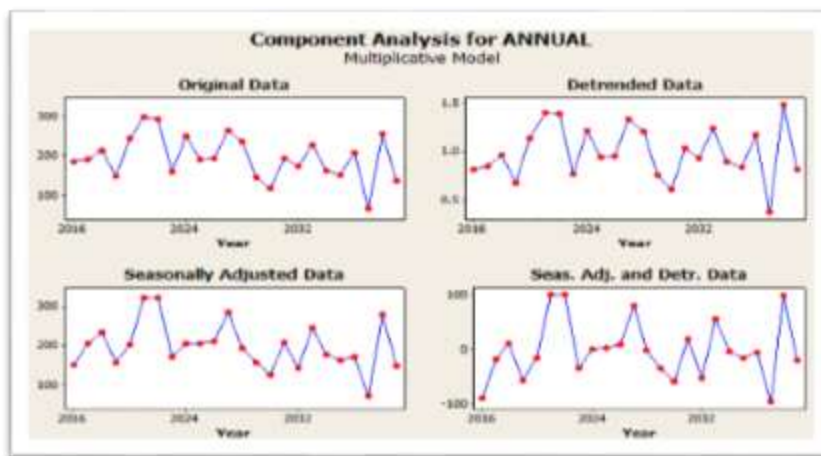 Component Analysis for ANNUAL
Multiplicative Model
Original Data
300
200
100
2016 2024 2032
Year
Detrended Data
1.5
1.0
0.5
2016 2024 2032
Year
Seasonally Adjusted Data
300
200
100
2016 2024 2032
Year
Seas. Adj. and Detr. Data
100
0
-100
2016 2024 2032
Year